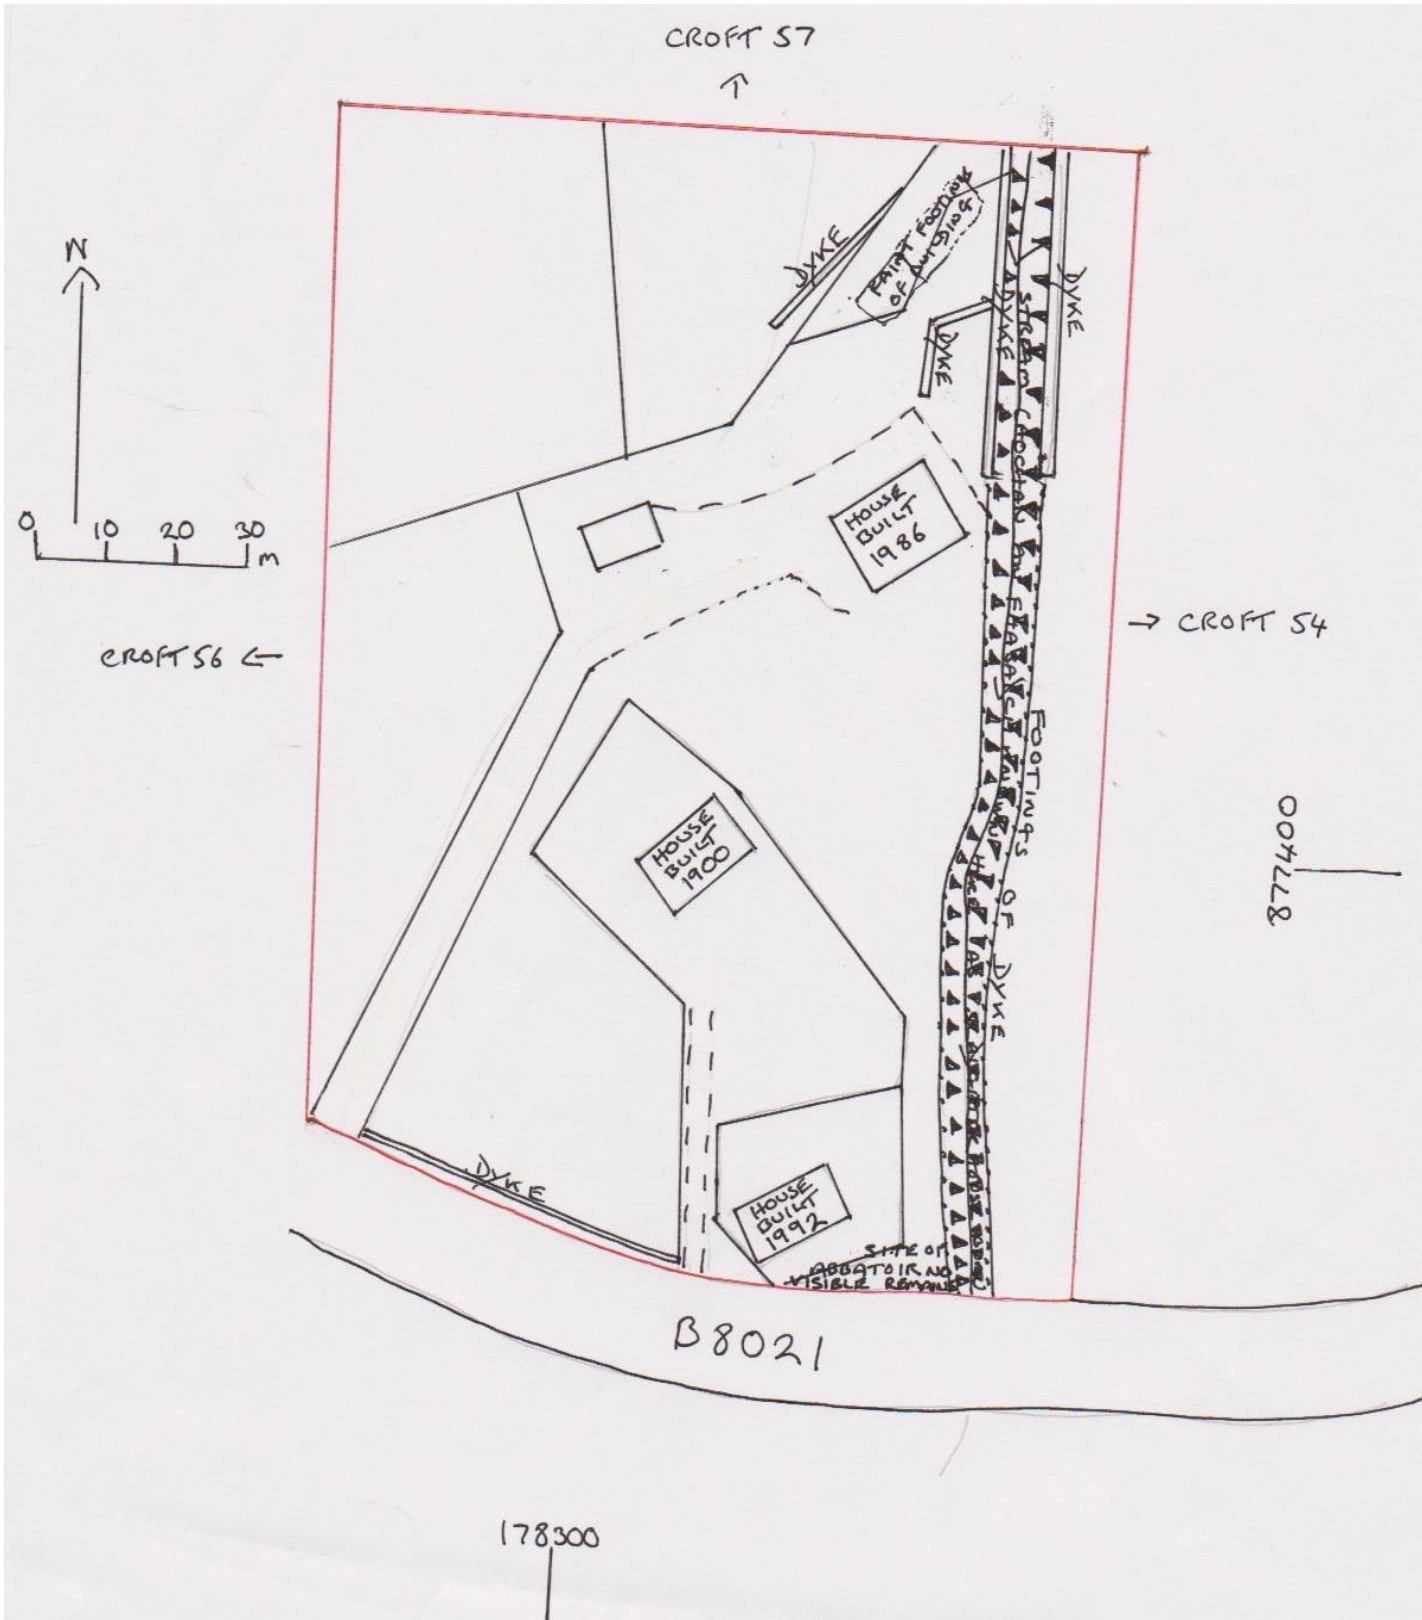 CROFT 57
N
0 10 20 30
m
CROFT 56
CROFT 54
DYKE
FAINT FOOTINGS
OF BUILDING
DYKE
DYKE
DYKE
STREAM CAOCHAN
HOUSE
BUILT
1986
HOUSE
BUILT
1900
FOOTINGS OF DYKE
877400
DYKE
HOUSE
BUILT
1992
SITE OF
ABBATOIR NO
VISIBLE REMAINS
B8021
178300